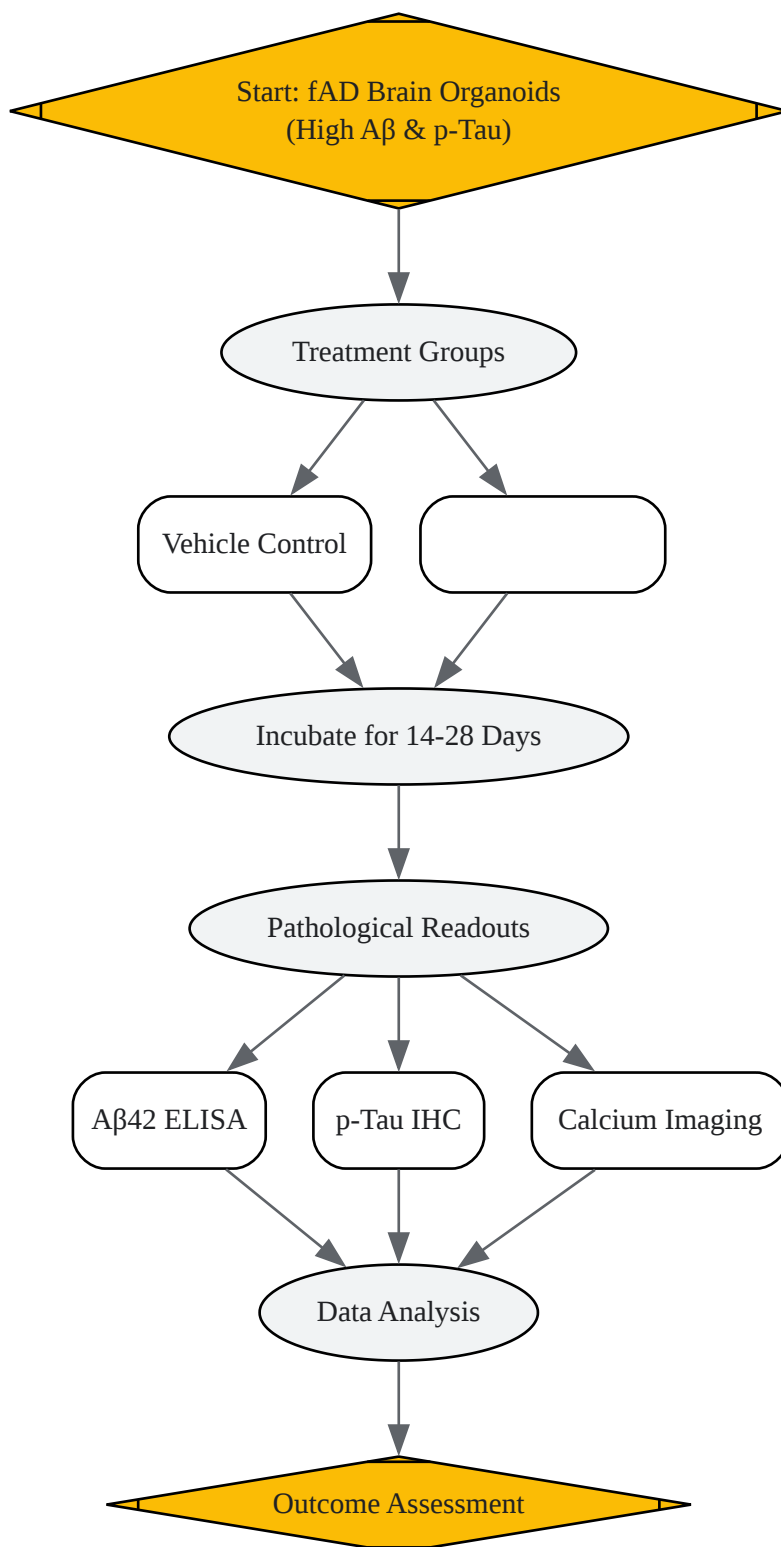 Start: fAD Brain Organoids
(High Aβ & p-Tau)
Treatment Groups
Vehicle Control
Incubate for 14-28 Days
Pathological Readouts
Aβ42 ELISA
p-Tau IHC
Calcium Imaging
Data Analysis
Outcome Assessment